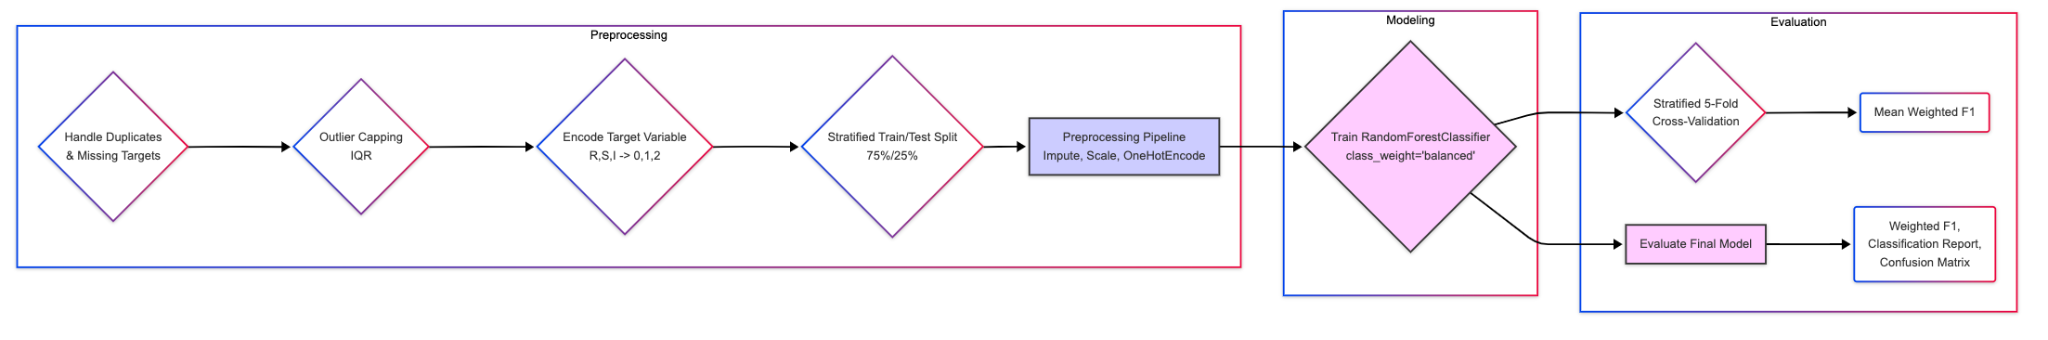 Preprocessing
Handle Duplicates
& Missing Targets
Outlier Capping
IQR
Encode Target Variable
R,S,I -> 0,1,2
Stratified Train/Test Split
75%/25%
Preprocessing Pipeline
Impute, Scale, OneHotEncode
Modeling
Train RandomForestClassifier
class_weight='balanced'
Evaluation
Stratified 5-Fold
Cross-Validation
Mean Weighted F1
Evaluate Final Model
Weighted F1,
Classification Report,
Confusion Matrix